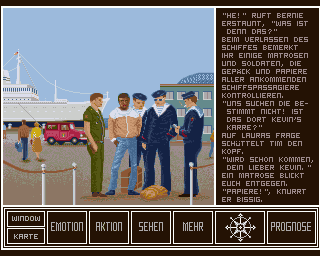 "HE!" RUFT BERNIE
ERSTAUNT, "WAS IST
DENN DAS?"
BEIM VERLASSEN DES
SCHIFFES BEMERKT
IHR EINIGE MATROSEN
UND SOLDATEN, DIE
GEPäCK UND PAPIERE
ALLER ANKOMMENDEN
SCHIFFSPASSAGIERE
KONTROLLIEREN.
"UNS SUCHEN DIE BE-
STIMMT NICHT! IST
DAS DORT KEVIN'S
KARRE?"
AUF LAURAS FRAGE
SCHüTTELT TIM DEN
KOPF.
"WIRD SCHON KOMMEN,
DEIN LIEBER KEVIN."
EIN MATROSE BLICKT
EUCH ENTGEGEN.
"PAPIERE!", KNURRT
ER BISSIG.
WINDOW
KARTE
EMOTION
AKTION
SEHEN
MEHR
PROGNOSE